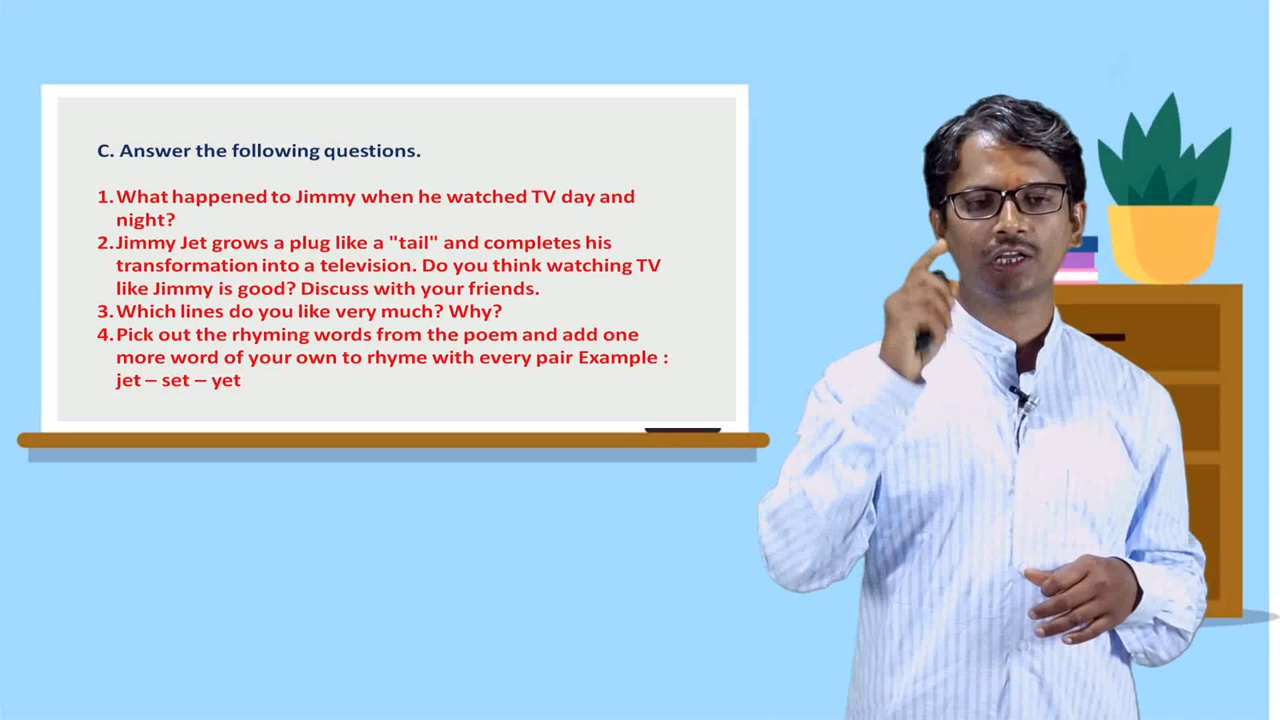 C. Answer the following questions.
1. What happened to Jimmy when he watched TV day and
night?
2. Jimmy Jet grows a plug like a "tail" and completes his
transformation into a television. Do you think watching TV
like Jimmy is good? Discuss with your friends.
3. Which lines do you like very much? Why?
4. Pick out the rhyming words from the poem and add one
more word of your own to rhyme with every pair Example :
jet – set – yet